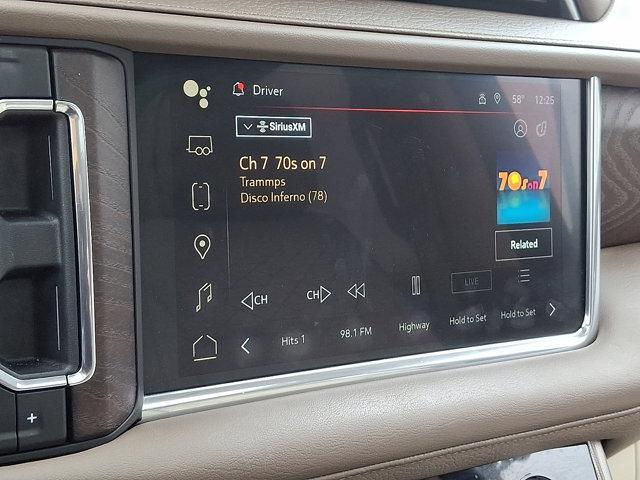 Driver
58° 12:25
SiriusXM
Ch 7 70s on 7
Trammps
Disco Inferno (78)
70s on 7
Related
CH CH LIVE
Hits 1 98.1 FM Highway Hold to Set Hold to Set
+